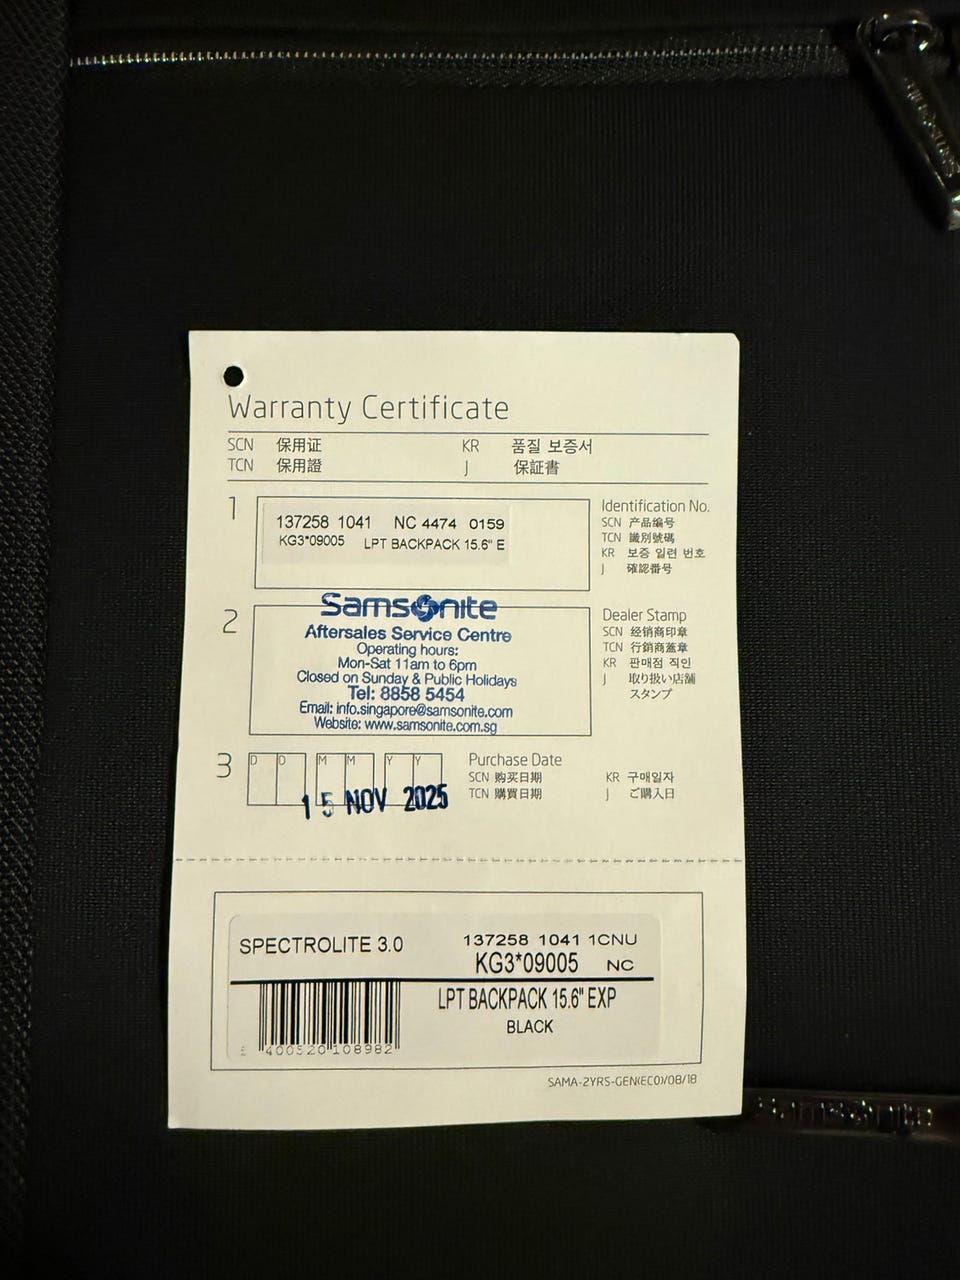 Warranty Certificate
SCN 保用证 KR 품질 보증서
TCN 保用證 J 保証書
1
137258 1041 NC 4474 0159
KG3*09005 LPT BACKPACK 15.6" E
Identification No.
SCN 产品编号
TCN 識別號碼
KR 보증 일련 번호
J 確認番号
2
Samsonite
Aftersales Service Centre
Operating hours:
Mon-Sat 11am to 6pm
Closed on Sunday & Public Holidays
Tel: 8858 5454
Email: info.singapore@samsonite.com
Website: www.samsonite.com.sg
Dealer Stamp
SCN 经销商印章
TCN 行銷商蓋章
KR 판매점 직인
J 取り扱い店舗
スタンプ
3
D D M M Y Y
15 NOV 2025
Purchase Date
SCN 购买日期 KR 구매일자
TCN 購買日期 J ご購入日
SPECTROLITE 3.0
137258 1041 1CNU
KG3*09005 NC
LPT BACKPACK 15.6" EXP
BLACK
400520 108982
SAMA-2YRS-GEN(ECO)/08/18
Samsonite